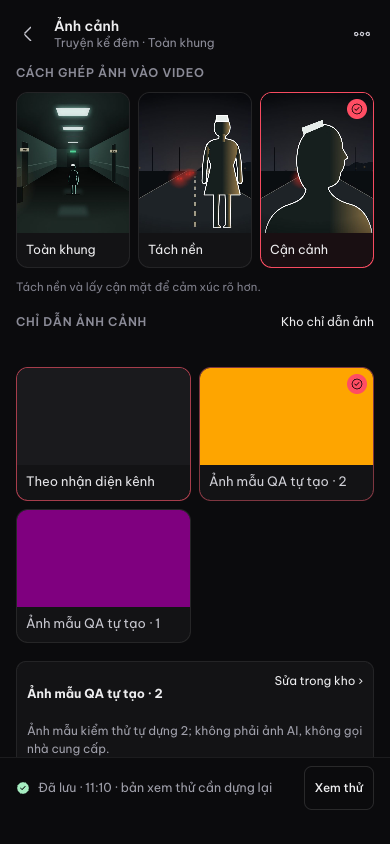 Ảnh cảnh
Truyện kể đêm · Toàn khung
CÁCH GHÉP ẢNH VÀO VIDEO
Toàn khung
Tách nền
Cận cảnh
Tách nền và lấy cận mặt để cảm xúc rõ hơn.
CHỈ DẪN ẢNH CẢNH
Kho chỉ dẫn ảnh
Theo nhận diện kênh
Ảnh mẫu QA tự tạo · 2
Ảnh mẫu QA tự tạo · 1
Sửa trong kho ›
Ảnh mẫu QA tự tạo · 2
Ảnh mẫu kiểm thử tự dựng 2; không phải ảnh AI, không gọi
nhà cung cấp.
Đã lưu · 11:10 · bản xem thử cần dựng lại
Xem thử